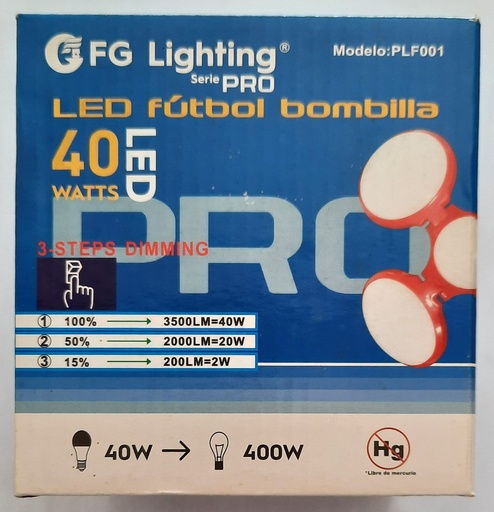 FG Lighting®
Modelo:PLF001
Serie PRO
LED fútbol bombilla
40 LED
WATTS
PRO
3-STEPS DIMMING
1 100% → 3500LM=40W
2 50% → 2000LM=20W
3 15% → 200LM=2W
40W → 400W
Hg
*Libre de mercurio